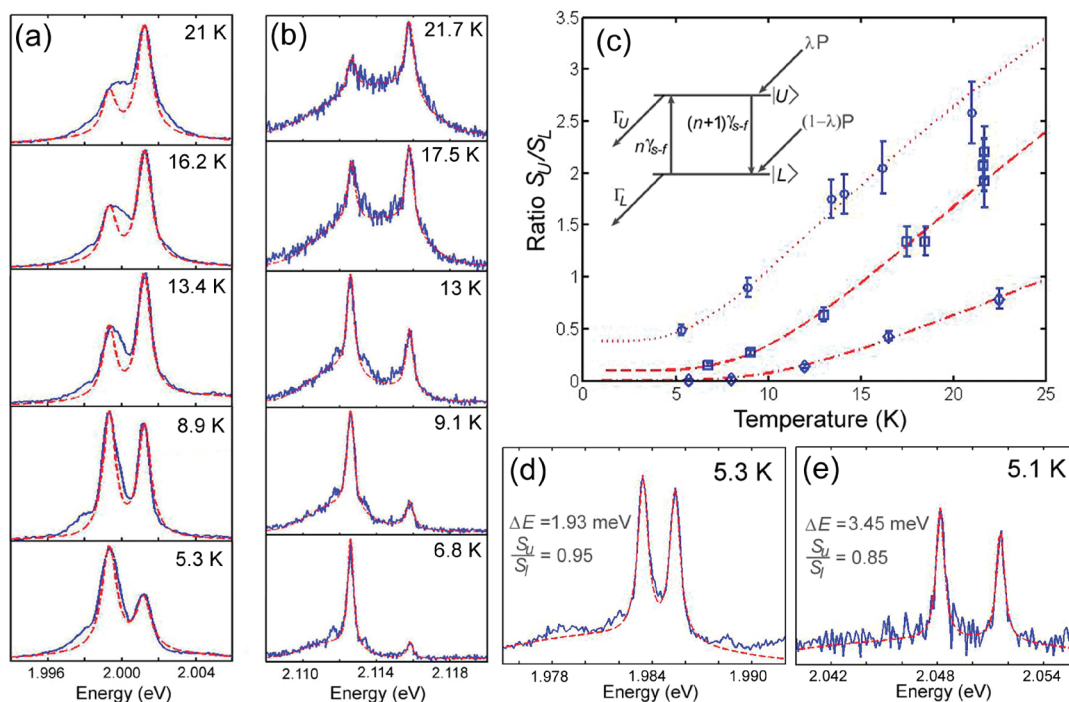 (a)
21 K
16.2 K
13.4 K
8.9 K
5.3 K
1.996
2.000
2.004
Energy (eV)
(b)
21.7 K
17.5 K
13 K
9.1 K
6.8 K
2.110
2.114
2.118
Energy (eV)
(c)
Ratio S_U/S_L
3.5
3
2.5
2
1.5
1
0.5
0
0
5
10
15
20
25
Temperature (K)
λP
|U>
Γ_U
(n+1)γ_s-f
nγ_s-f
(1−λ)P
|L>
Γ_L
(d)
5.3 K
ΔE =1.93 meV
S_u/S_l = 0.95
1.978
1.984
1.990
Energy (eV)
(e)
5.1 K
ΔE =3.45 meV
S_u/S_l = 0.85
2.042
2.048
2.054
Energy (eV)